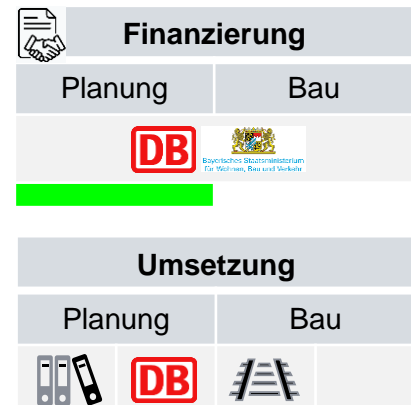 Finanzierung
Planung Bau
DB
Bayerisches Staatsministerium
für Wohnen, Bau und Verkehr
Umsetzung
Planung Bau
DB